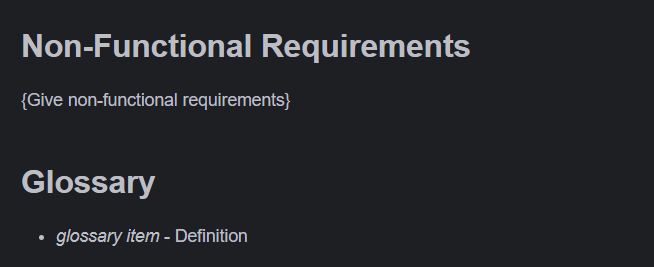 Non-Functional Requirements
{Give non-functional requirements}
Glossary
• glossary item - Definition